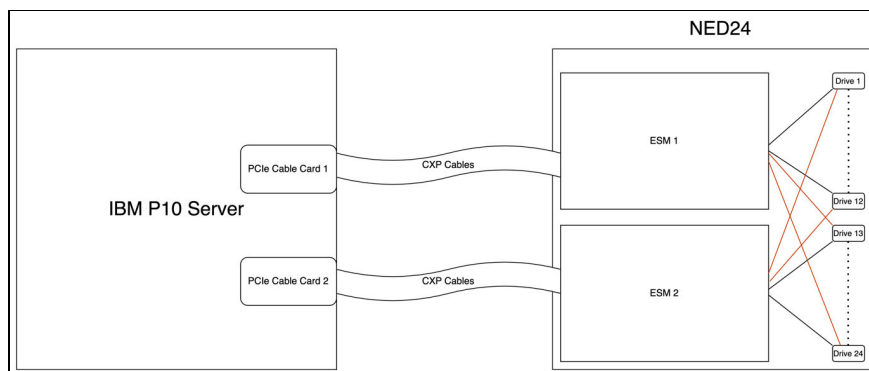 NED24
Drive 1
ESM 1
PCIe Cable Card 1
CXP Cables
Drive 12
IBM P10 Server
Drive 13
PCIe Cable Card 2
CXP Cables
ESM 2
Drive 24